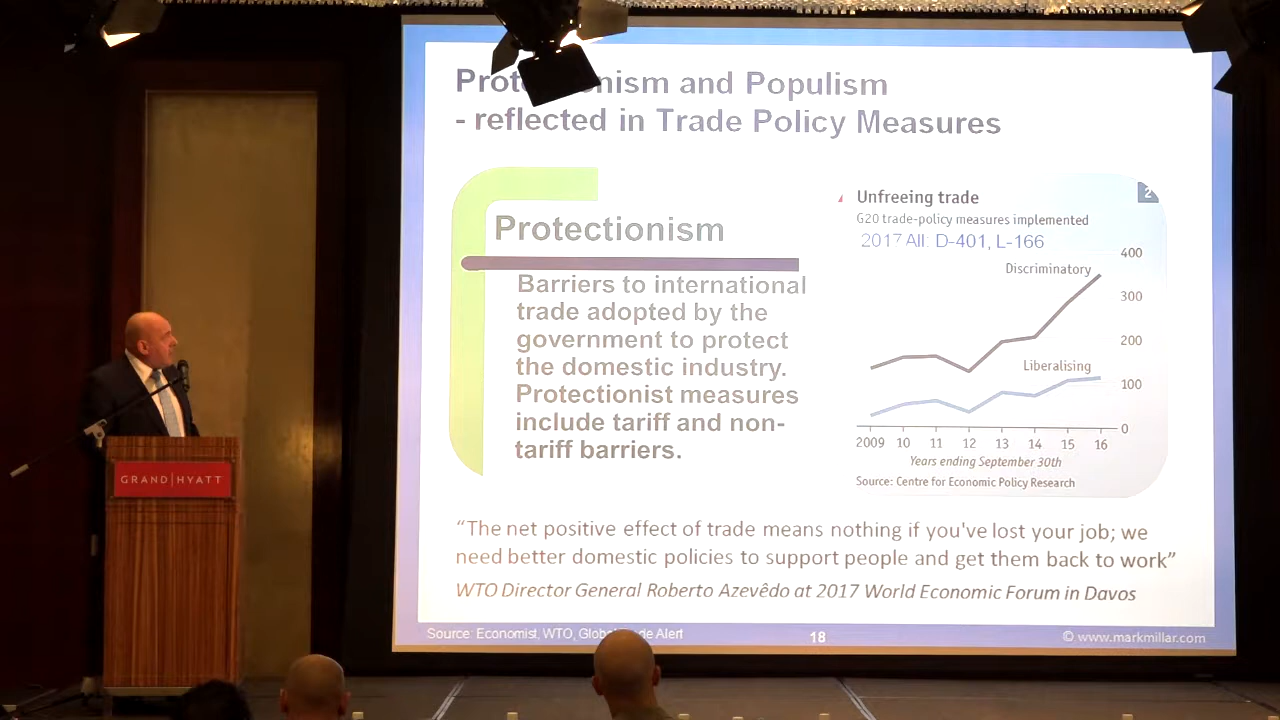 GRAND|HYATT
and Populism
- reflected in Trade Policy Measures
Protectionism
Barriers to international
trade adopted by the
government to protect
the domestic industry.
Protectionist measures
include tariff and non-
tariff barriers.
Unfreeing trade
2
G20 trade-policy measures implemented
2017 All: D-401, L-166
400
Discriminatory
300
200
Liberalising
100
0
2009 10 11 12 13 14 15 16
Years ending September 30th
Source: Centre for Economic Policy Research
“The net positive effect of trade means nothing if you've lost your job; we
need better domestic policies to support people and get them back to work”
WTO Director General Roberto Azevêdo at 2017 World Economic Forum in Davos
Source: Economist, WTO, Alert
18
© www.markmillar.com